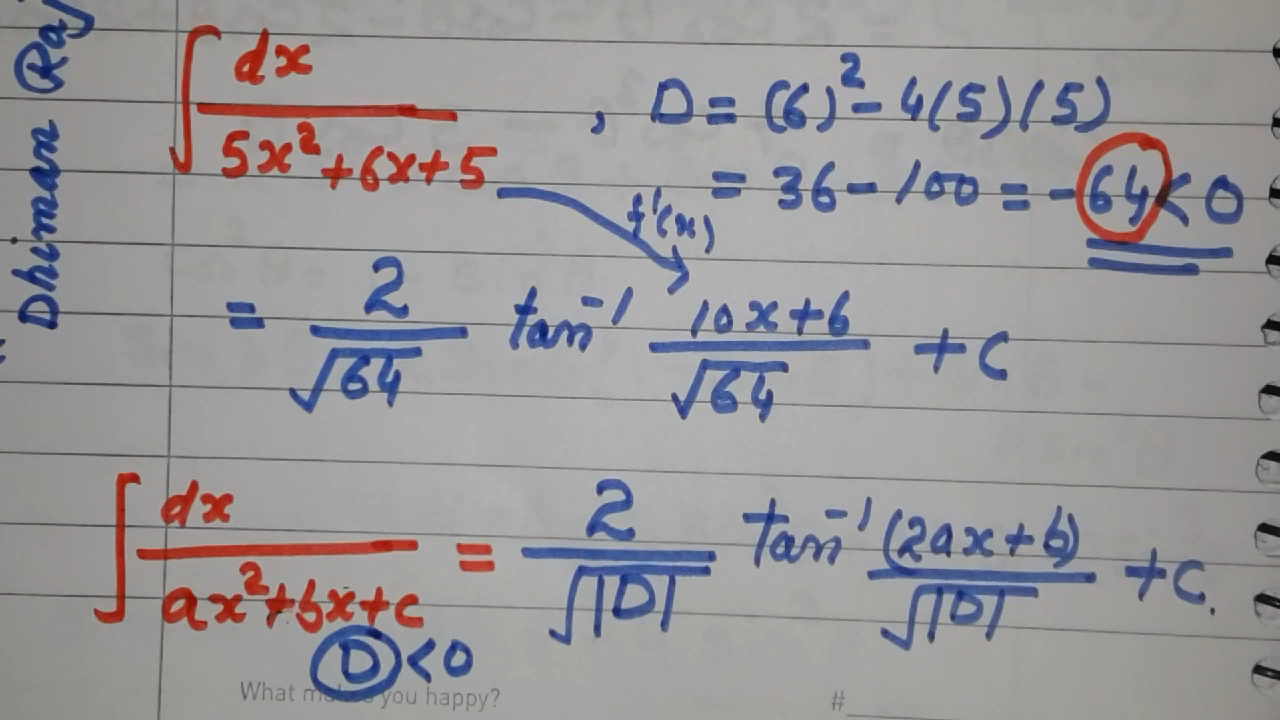 Dhiman Raj
∫ dx / 5x²+6x+5 , D = (6)² - 4(5)(5)
= 36 - 100 = -64 < 0
f'(x)
= 2/√64 tan⁻¹ 10x+6/√64 + C
∫ dx / ax²+bx+c = 2/√|D| tan⁻¹ (2ax+b)/√|D| + C.
D < 0
What makes you happy?
#